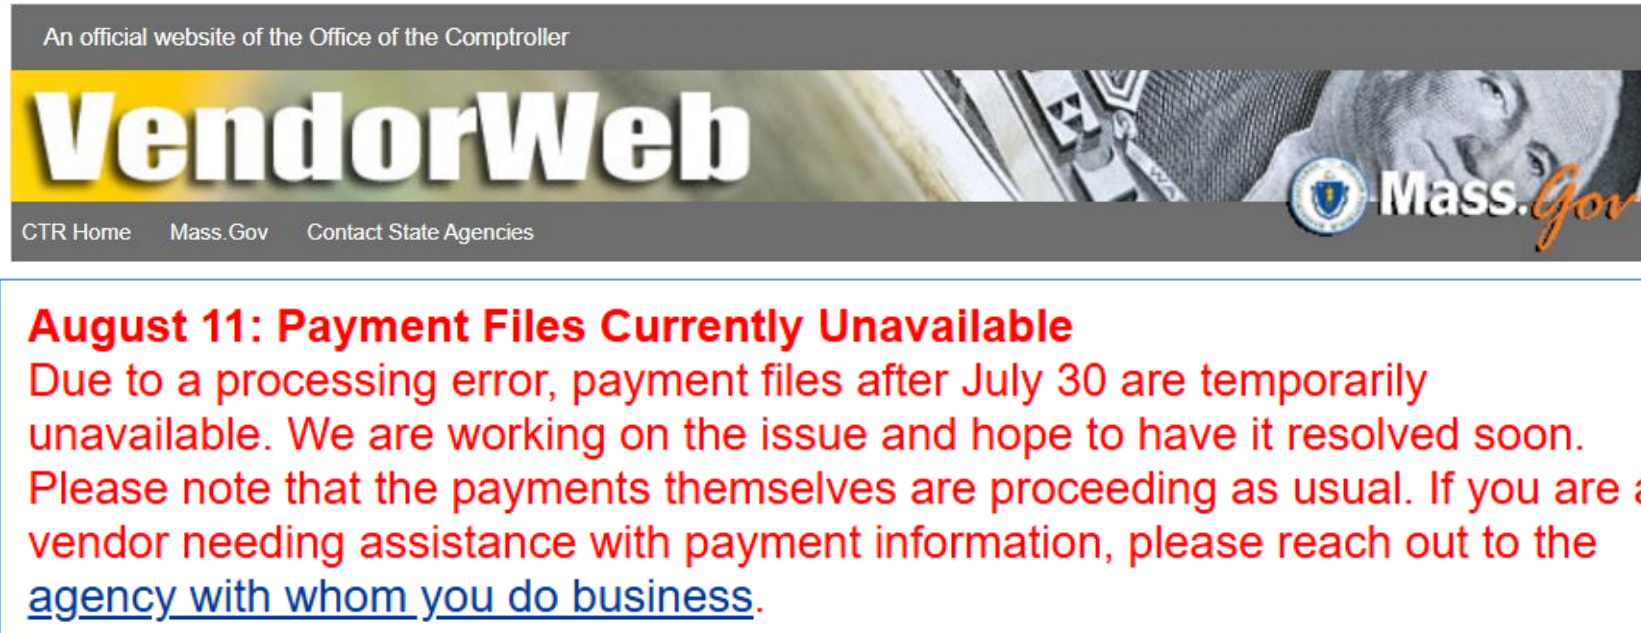 An official website of the Office of the Comptroller
VendorWeb
Mass.Gov
CTR Home Mass.Gov Contact State Agencies
August 11: Payment Files Currently Unavailable
Due to a processing error, payment files after July 30 are temporarily
unavailable. We are working on the issue and hope to have it resolved soon.
Please note that the payments themselves are proceeding as usual. If you are a
vendor needing assistance with payment information, please reach out to the
agency with whom you do business.